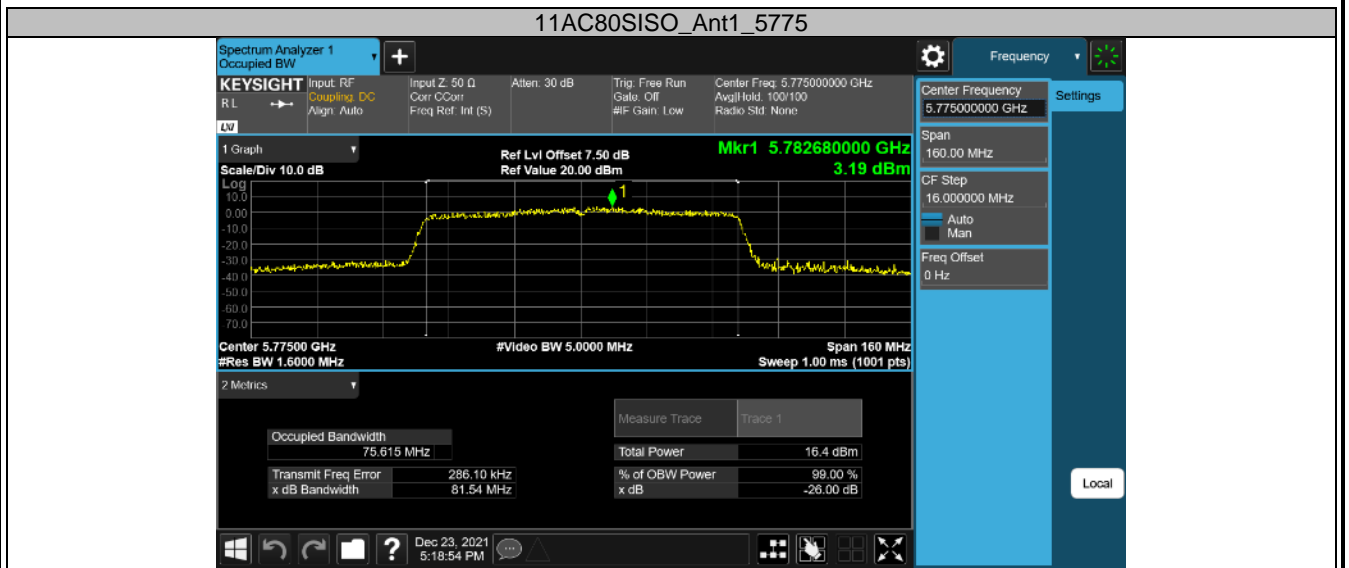 11AC80SISO_Ant1_5775
Spectrum Analyzer 1
Occupied BW
+
Frequency
KEYSIGHT
R L
LXI
Input: RF
Coupling: DC
Align: Auto
Input Z: 50 Ω
Corr CCorr
Freq Ref: Int (S)
Atten: 30 dB
Trig: Free Run
Gate: Off
#IF Gain: Low
Center Freq: 5.775000000 GHz
Avg|Hold: 100/100
Radio Std: None
Center Frequency
5.775000000 GHz
Settings
Span
160.00 MHz
CF Step
16.000000 MHz
Auto
Man
Freq Offset
0 Hz
Local
1 Graph
Scale/Div 10.0 dB
Ref Lvl Offset 7.50 dB
Ref Value 20.00 dBm
Mkr1 5.782680000 GHz
3.19 dBm
Log
10.0
0.00
-10.0
-20.0
-30.0
-40.0
-50.0
-60.0
-70.0
1
Center 5.77500 GHz
#Res BW 1.6000 MHz
#Video BW 5.0000 MHz
Span 160 MHz
Sweep 1.00 ms (1001 pts)
2 Metrics
Measure Trace Trace 1
Occupied Bandwidth
75.615 MHz
Total Power 16.4 dBm
Transmit Freq Error 286.10 kHz
% of OBW Power 99.00 %
x dB Bandwidth 81.54 MHz
x dB -26.00 dB
?
Dec 23, 2021
5:18:54 PM